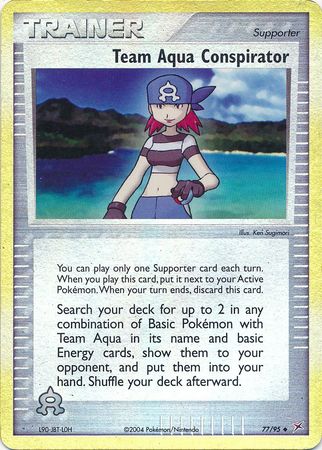 TRAINER
Supporter
Team Aqua Conspirator
Illus. Ken Sugimori
You can play only one Supporter card each turn.
When you play this card, put it next to your Active
Pokémon. When your turn ends, discard this card.
Search your deck for up to 2 in any
combination of Basic Pokémon with
Team Aqua in its name and basic
Energy cards, show them to your
opponent, and put them into your
hand. Shuffle your deck afterward.
L90-JBT-L0H
©2004 Pokémon/Nintendo
77/95